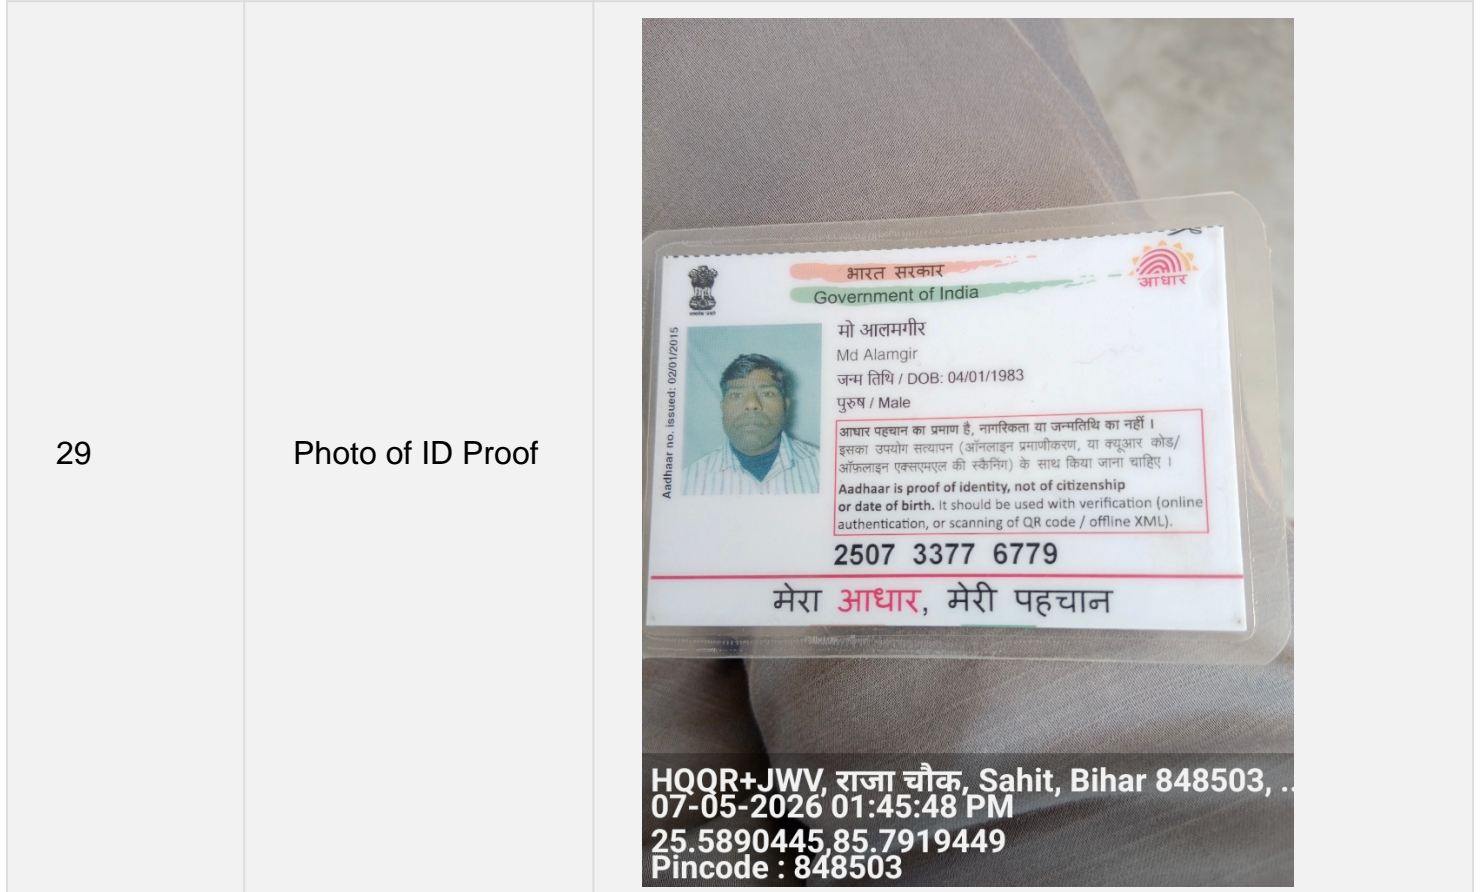 29
Photo of ID Proof
भारत सरकार
Government of India
आधार
Aadhaar no. issued: 02/01/2015
मो आलमगीर
Md Alamgir
जन्म तिथि / DOB: 04/01/1983
पुरुष / Male
आधार पहचान का प्रमाण है, नागरिकता या जन्मतिथि का नहीं ।
इसका उपयोग सत्यापन (ऑनलाइन प्रमाणीकरण, या क्यूआर कोड/
ऑफ़लाइन एक्सएमएल की स्कैनिंग) के साथ किया जाना चाहिए ।
Aadhaar is proof of identity, not of citizenship
or date of birth. It should be used with verification (online
authentication, or scanning of QR code / offline XML).
2507 3377 6779
मेरा आधार, मेरी पहचान
HQQR+JWV, राजा चौक, Sahit, Bihar 848503, ..
07-05-2026 01:45:48 PM
25.5890445,85.7919449
Pincode : 848503